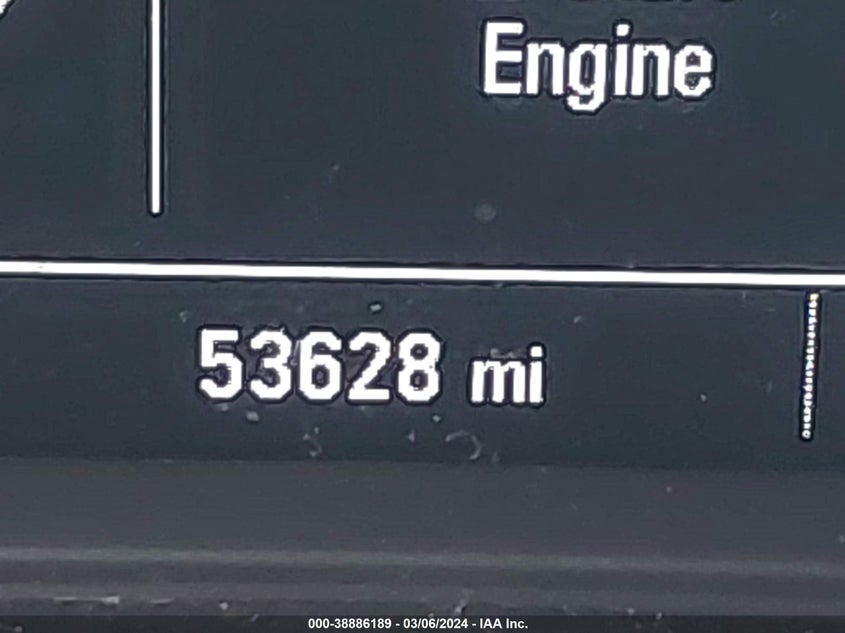 Engine
53628 mi
000-38886189 - 03/06/2024 - IAA Inc.